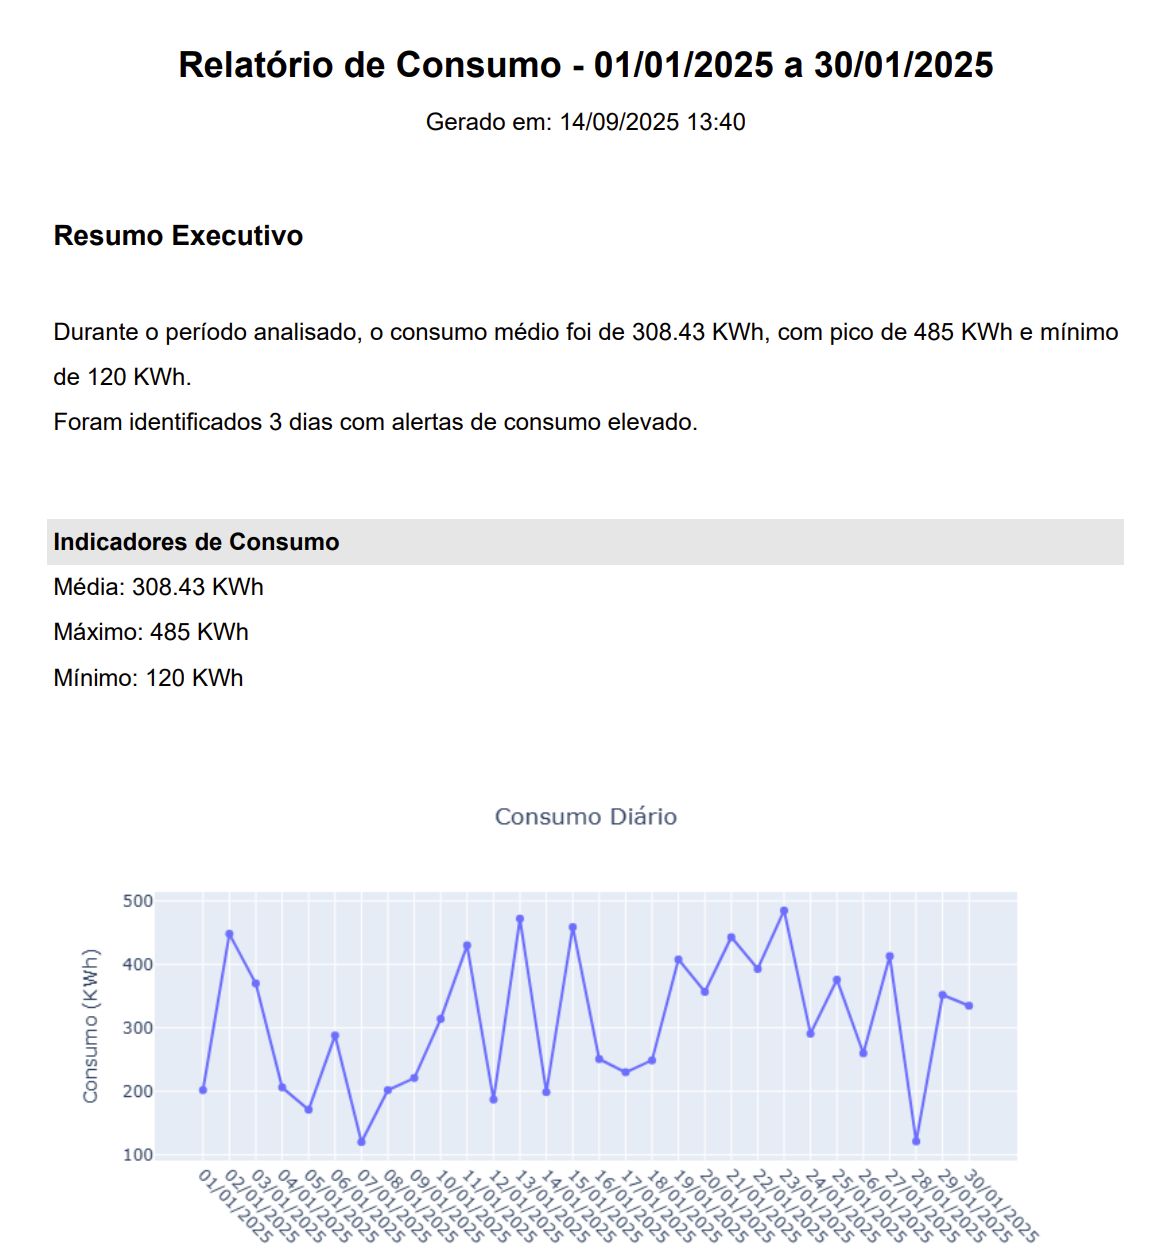 Relatório de Consumo - 01/01/2025 a 30/01/2025
Gerado em: 14/09/2025 13:40
Resumo Executivo
Durante o período analisado, o consumo médio foi de 308.43 KWh, com pico de 485 KWh e mínimo
de 120 KWh.
Foram identificados 3 dias com alertas de consumo elevado.
Indicadores de Consumo
Média: 308.43 KWh
Máximo: 485 KWh
Mínimo: 120 KWh
Consumo Diário
Consumo (KWh)
500
400
300
200
100
01/01/2025
02/01/2025
03/01/2025
04/01/2025
05/01/2025
06/01/2025
07/01/2025
08/01/2025
09/01/2025
10/01/2025
11/01/2025
12/01/2025
13/01/2025
14/01/2025
15/01/2025
16/01/2025
17/01/2025
18/01/2025
19/01/2025
20/01/2025
21/01/2025
22/01/2025
23/01/2025
24/01/2025
25/01/2025
26/01/2025
27/01/2025
28/01/2025
29/01/2025
30/01/2025